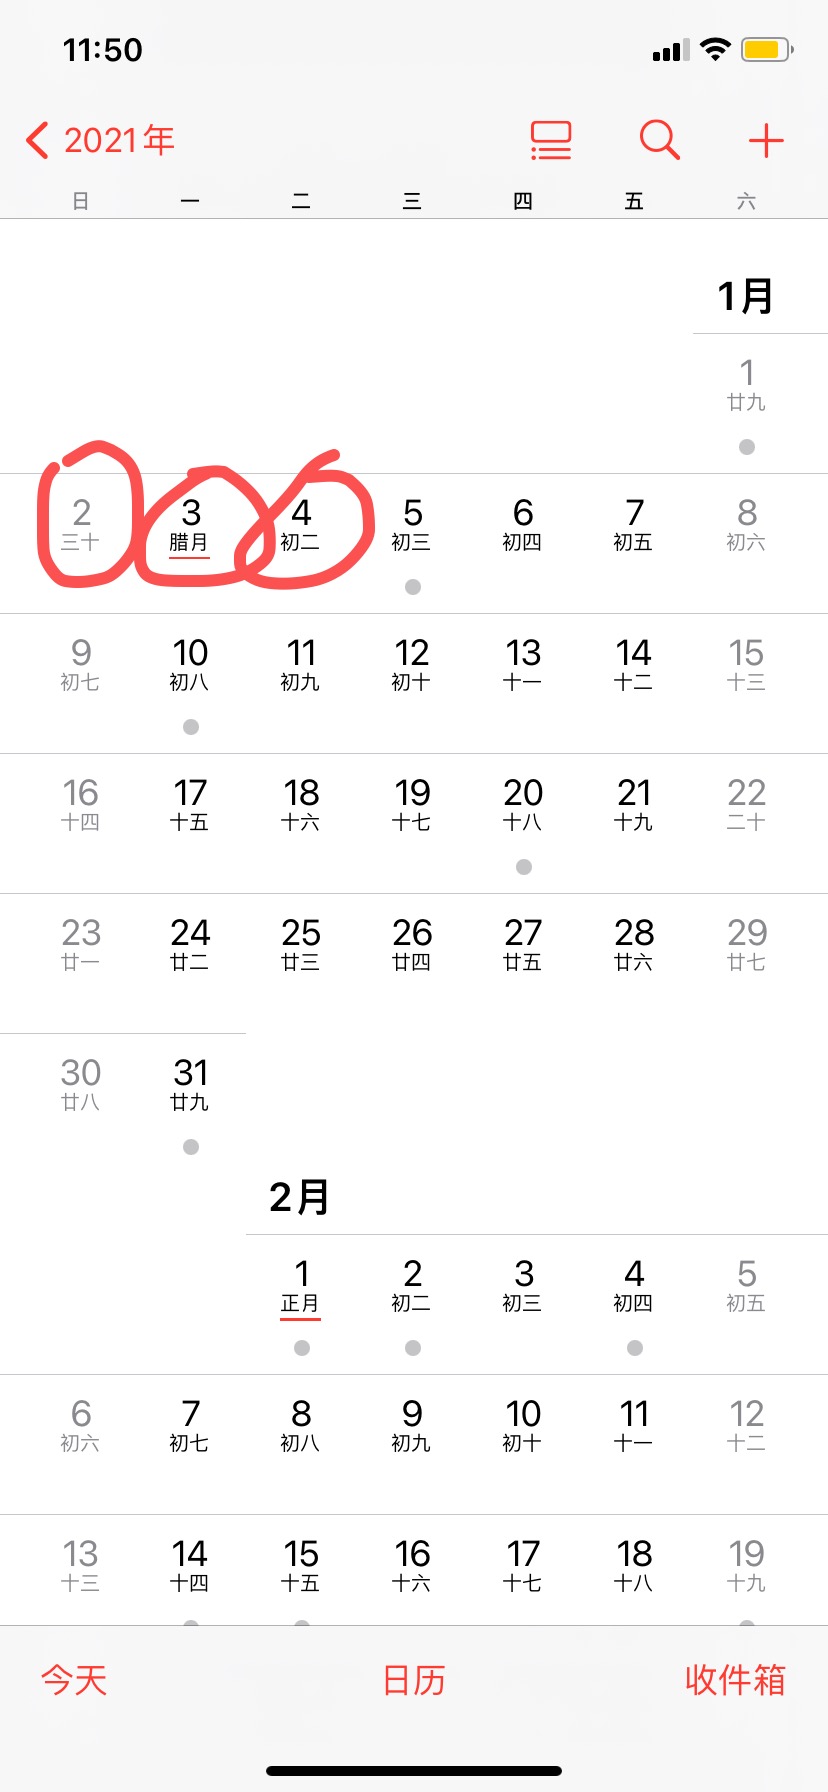 11:50
2021年
日 一 二 三 四 五 六
1月
1
廿九
2 3 4 5 6 7 8
三十 腊月 初二 初三 初四 初五 初六
9 10 11 12 13 14 15
初七 初八 初九 初十 十一 十二 十三
16 17 18 19 20 21 22
十四 十五 十六 十七 十八 十九 二十
23 24 25 26 27 28 29
廿一 廿二 廿三 廿四 廿五 廿六 廿七
30 31
廿八 廿九
2月
1 2 3 4 5
正月 初二 初三 初四 初五
6 7 8 9 10 11 12
初六 初七 初八 初九 初十 十一 十二
13 14 15 16 17 18 19
十三 十四 十五 十六 十七 十八 十九
今天 日历 收件箱